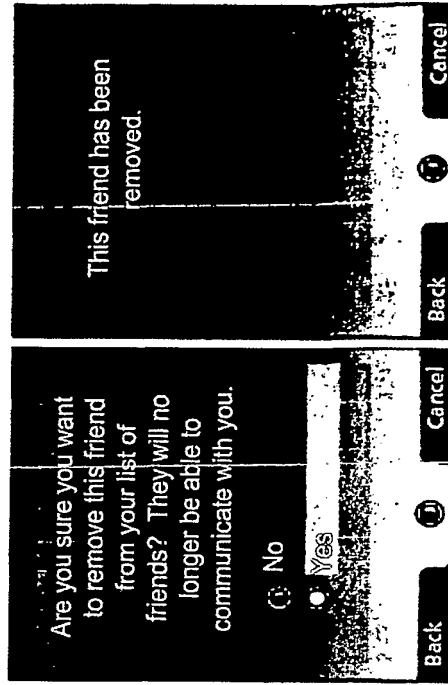 Are you sure you want
to remove this friend
from your list of
friends? They will no
longer be able to
communicate with you.
No
Yes
Back
Cancel
This friend has been
removed.
Back
Cancel